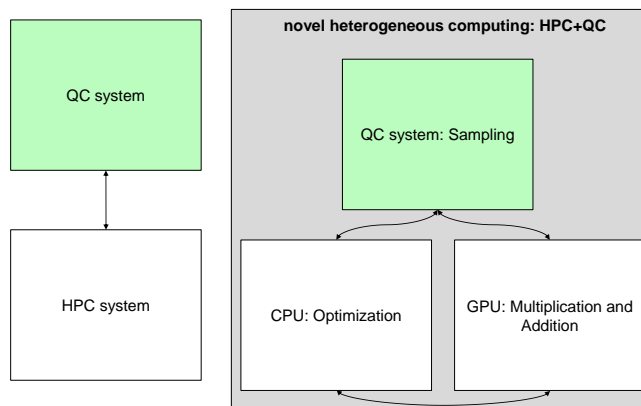 QC system
HPC system
novel heterogeneous computing: HPC+QC
QC system: Sampling
CPU: Optimization
GPU: Multiplication and
Addition